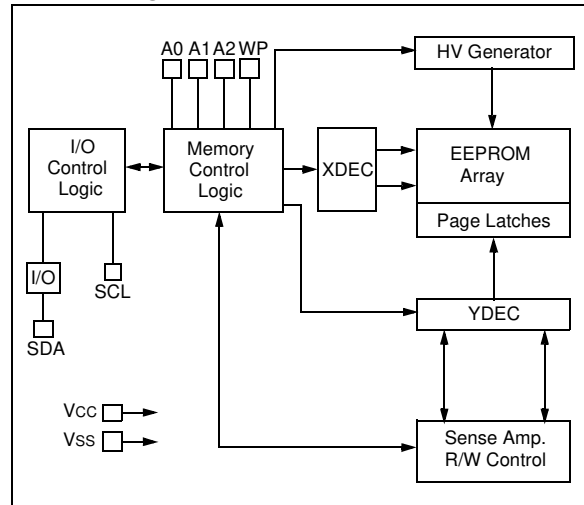 A0 A1 A2 WP
HV Generator
I/O
Control
Logic
Memory
Control
Logic
XDEC
EEPROM
Array
Page Latches
I/O
SCL
SDA
YDEC
VCC
VSS
Sense Amp.
R/W Control